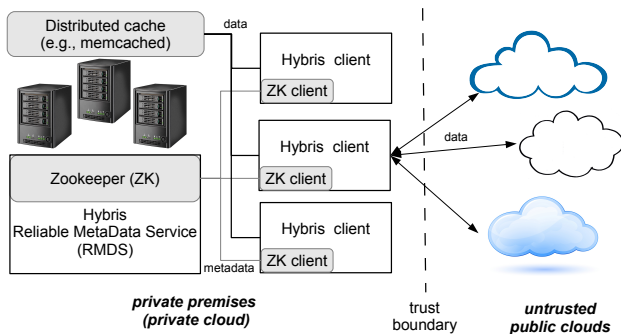 Distributed cache
(e.g., memcached)
data
Hybris client
ZK client
Hybris client
ZK client
data
Zookeeper (ZK)
Hybris
Reliable MetaData Service
(RMDS)
Hybris client
ZK client
metadata
private premises
(private cloud)
trust
boundary
untrusted
public clouds